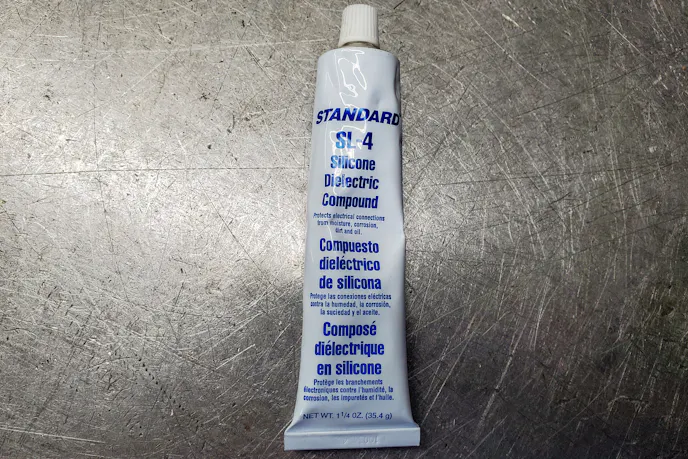 STANDARD
SL-4
Silicone
Dielectric
Compound
Protects electrical connections
from moisture, corrosion,
dirt and oil.
Compuesto
dieléctrico
de silicona
Protege las conexiones eléctricas
contra la humedad, la corrosión,
la suciedad y el aceite.
Composé
diélectrique
en silicone
Protége les branchements
électroniques contre l'humidité, la
corrosion, les impuretés et l'huile.
NET WT. 1 1/4 OZ. (35.4 g)